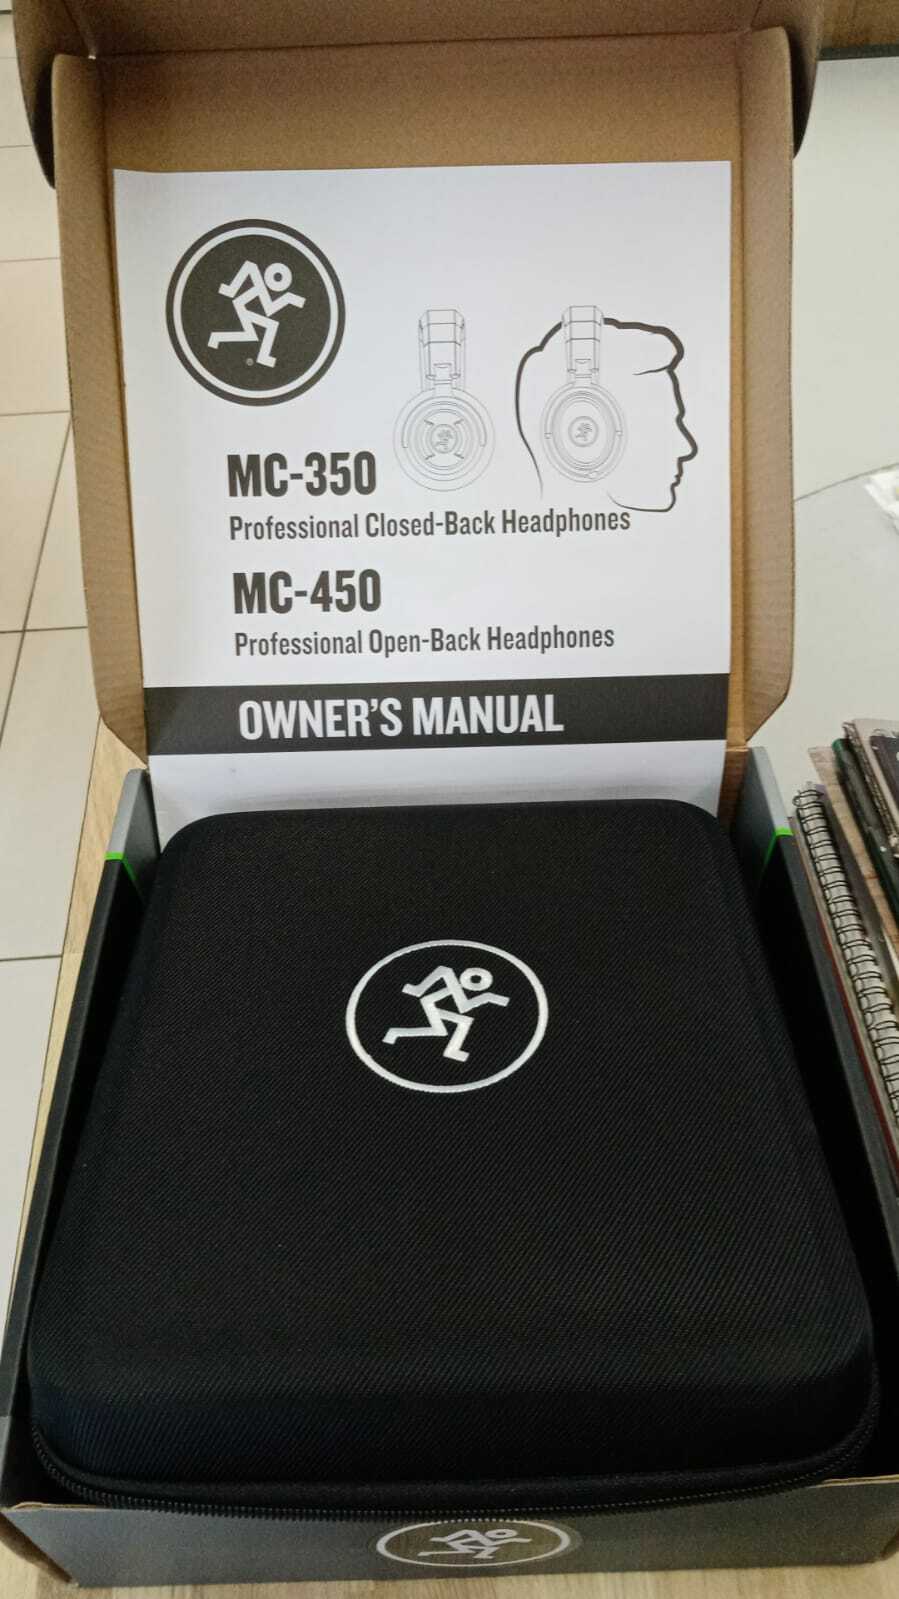 MC-350
Professional Closed-Back Headphones
MC-450
Professional Open-Back Headphones
OWNER'S MANUAL